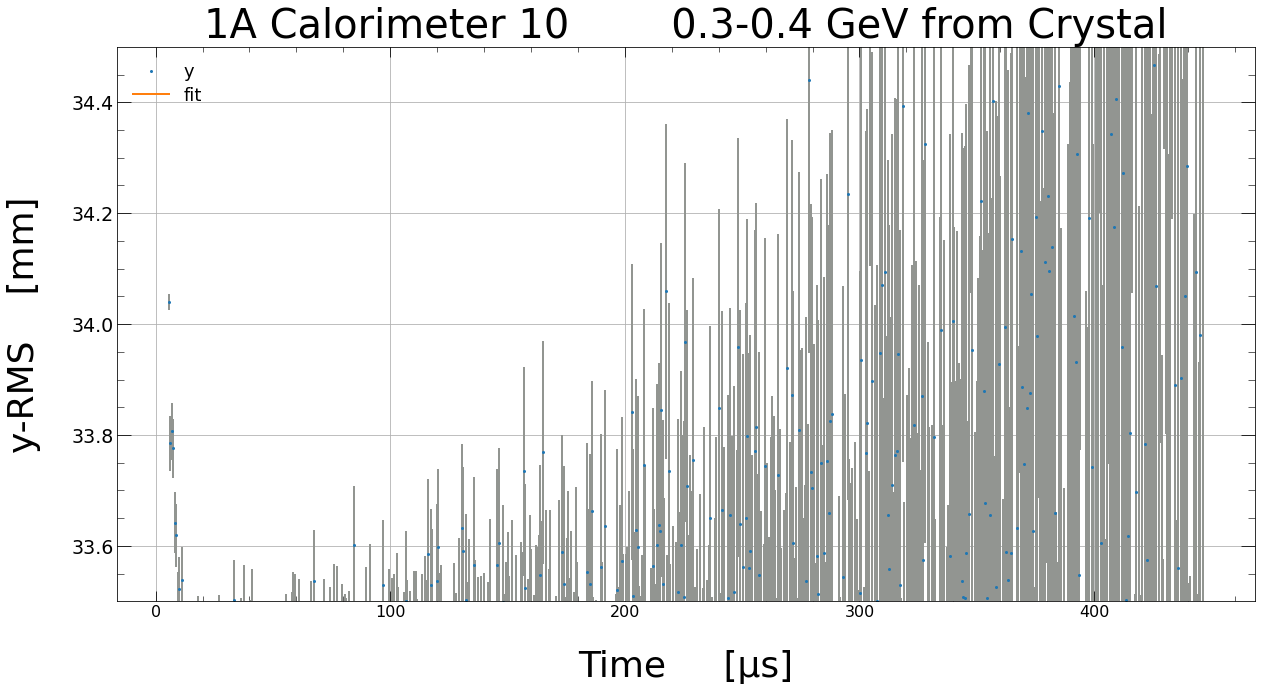 1A Calorimeter 10 0.3-0.4 GeV from Crystal
y
fit
34.4
34.2
34.0
33.8
33.6
y-RMS [mm]
0 100 200 300 400
Time [μs]